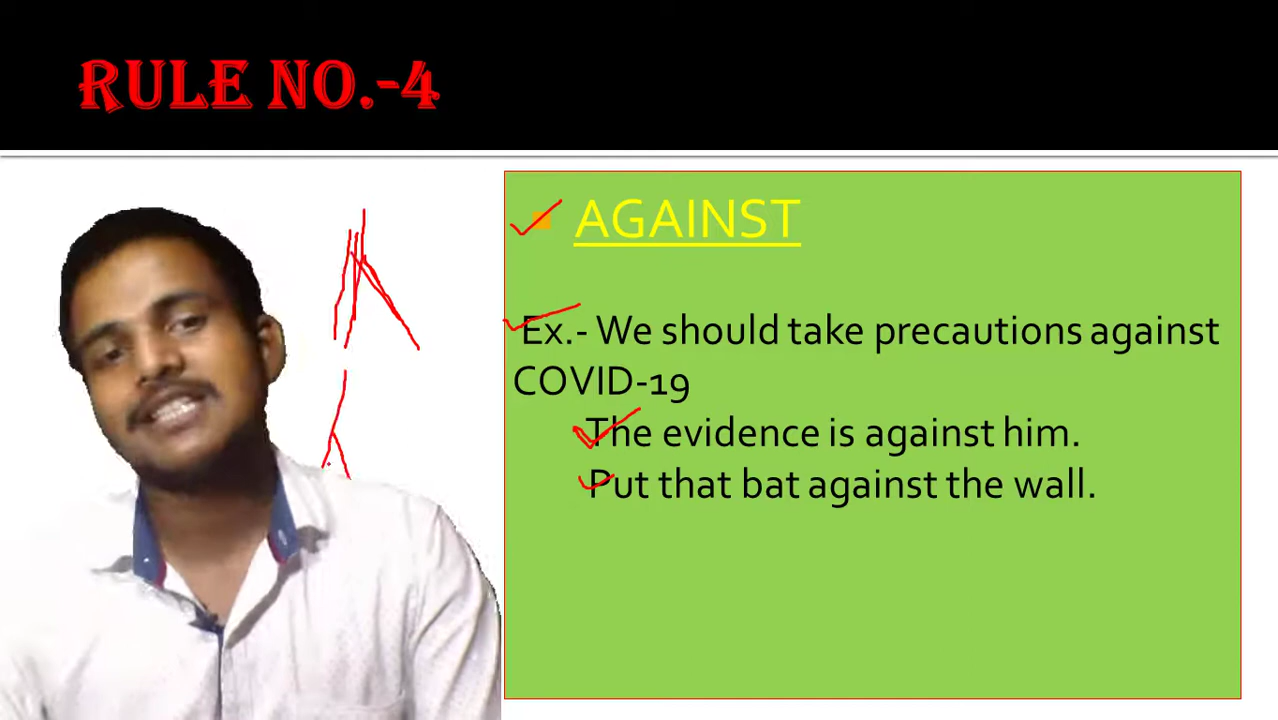 RULE NO.-4
AGAINST
Ex.- We should take precautions against
COVID-19
The evidence is against him.
Put that bat against the wall.